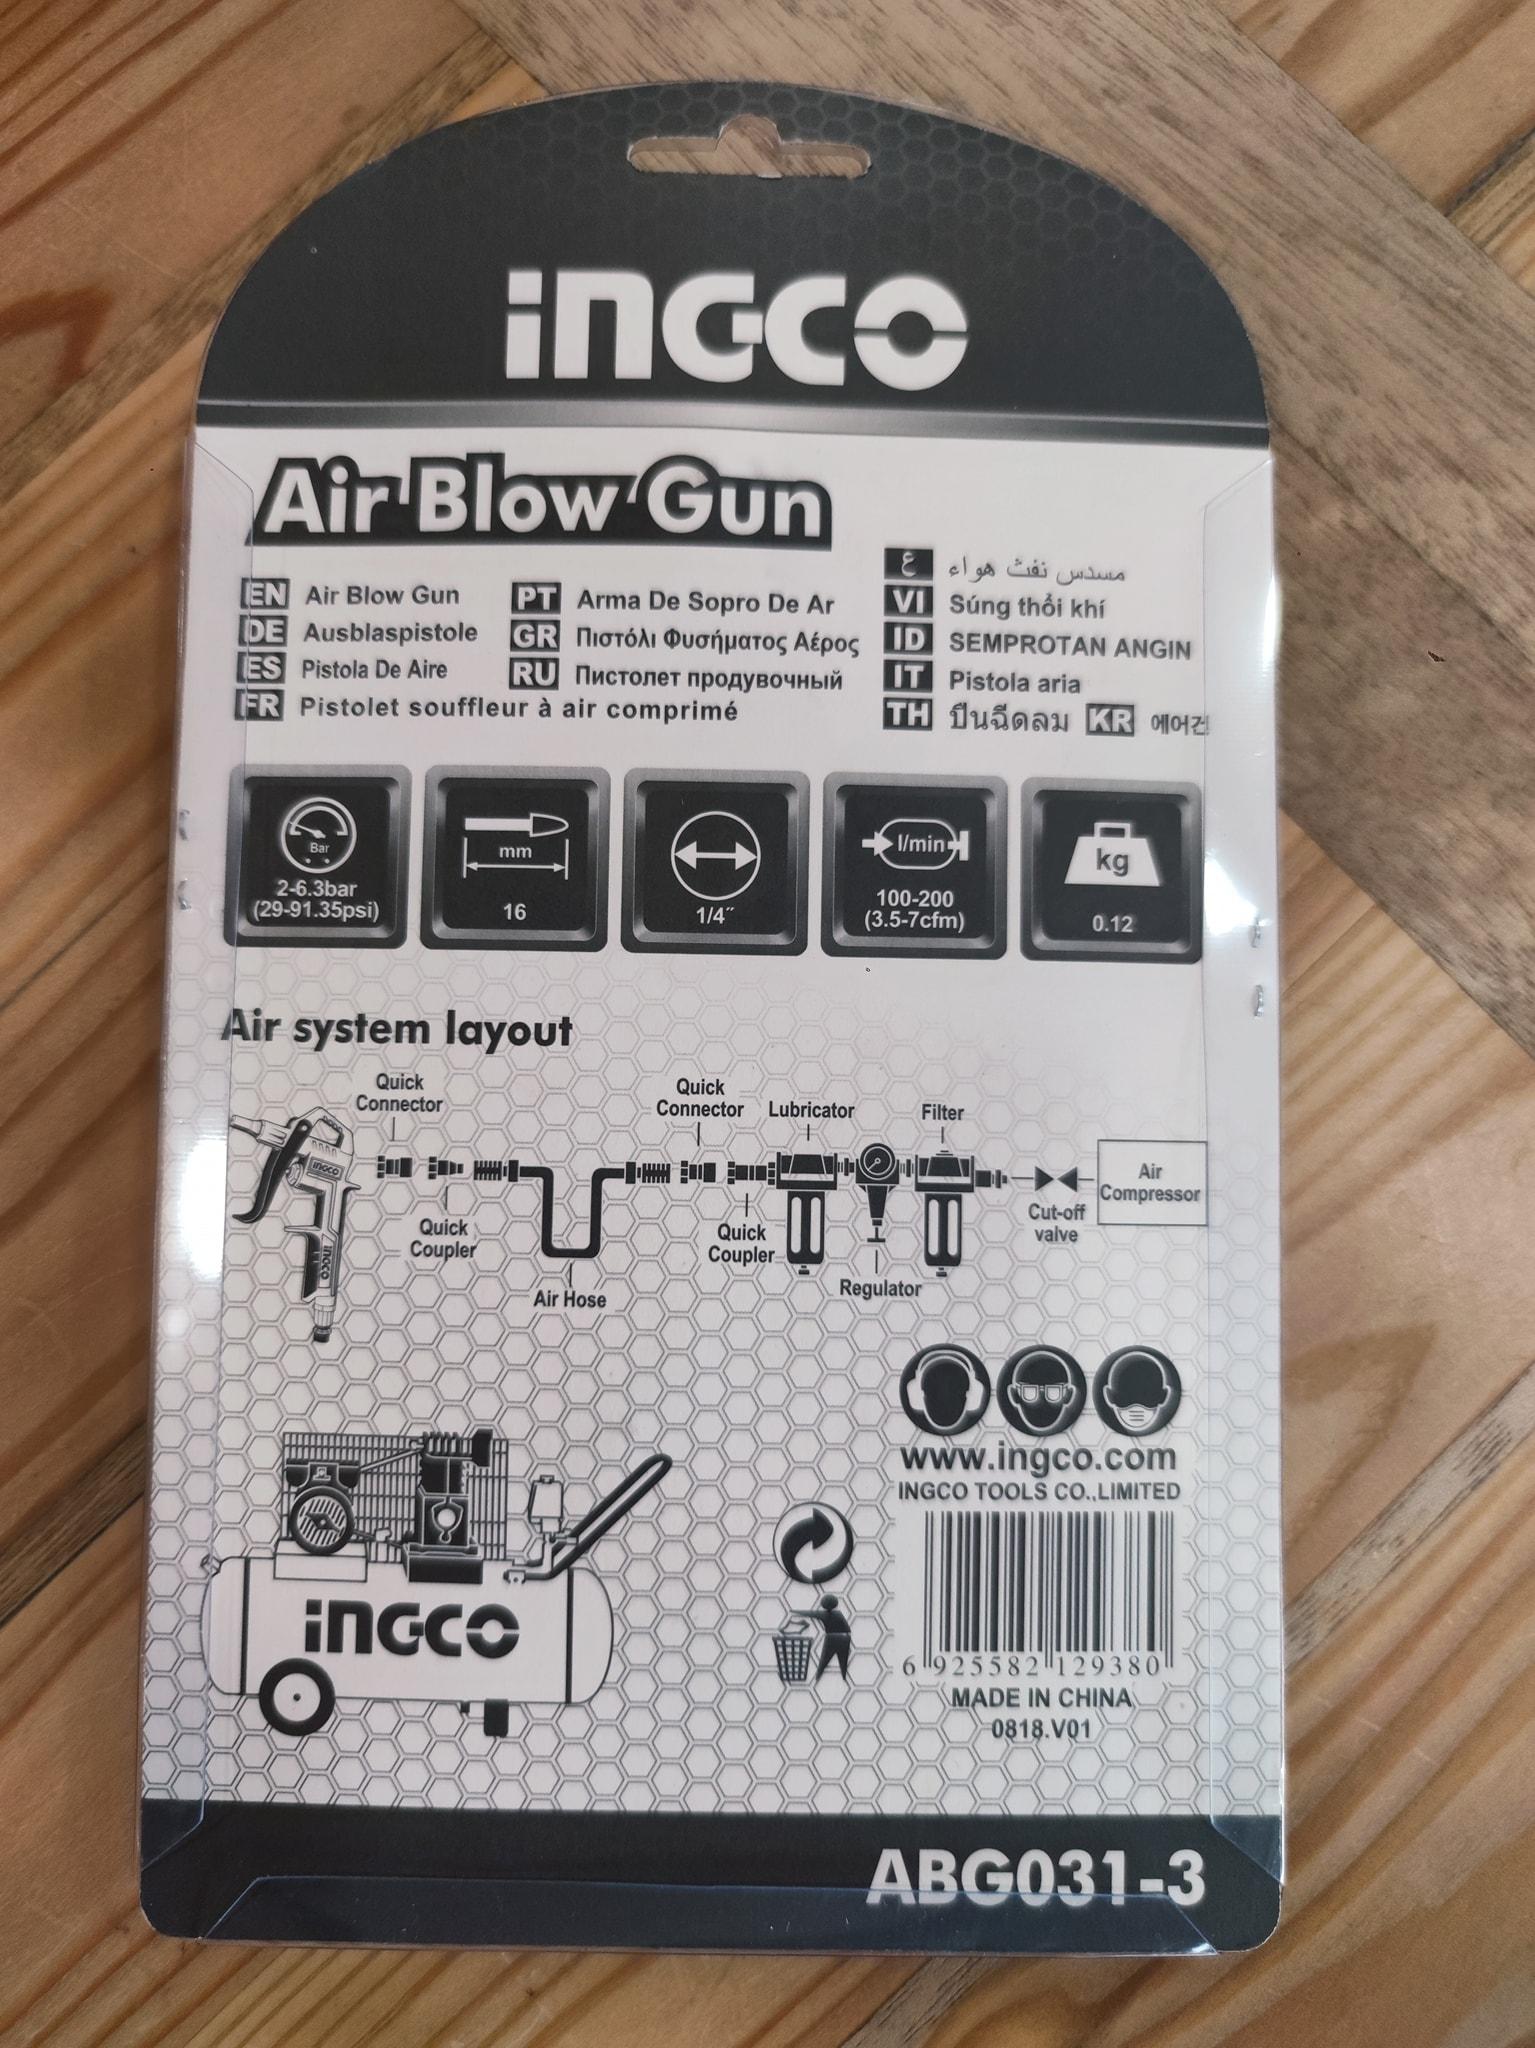 INGCO
Air Blow Gun
EN Air Blow Gun
DE Ausblaspistole
ES Pistola De Aire
FR Pistolet souffleur à air comprimé
PT Arma De Sopro De Ar
GR Πιστόλι Φυσήματος Αέρος
RU Пистолет продувочный
ع مسدس نفث هواء
VI Súng thổi khí
ID SEMPROTAN ANGIN
IT Pistola aria
TH ปืนฉีดลม KR 에어건
Bar
2-6.3bar
(29-91.35psi)
mm
16
1/4″
l/min
100-200
(3.5-7cfm)
kg
0.12
Air system layout
Quick
Connector
Quick
Coupler
Air Hose
Quick
Connector
Quick
Coupler
Lubricator
Regulator
Filter
Cut-off
valve
Air
Compressor
INGCO
INGCO
www.ingco.com
INGCO TOOLS CO.,LIMITED
INGCO
6 925582 129380
MADE IN CHINA
0818.V01
ABG031-3